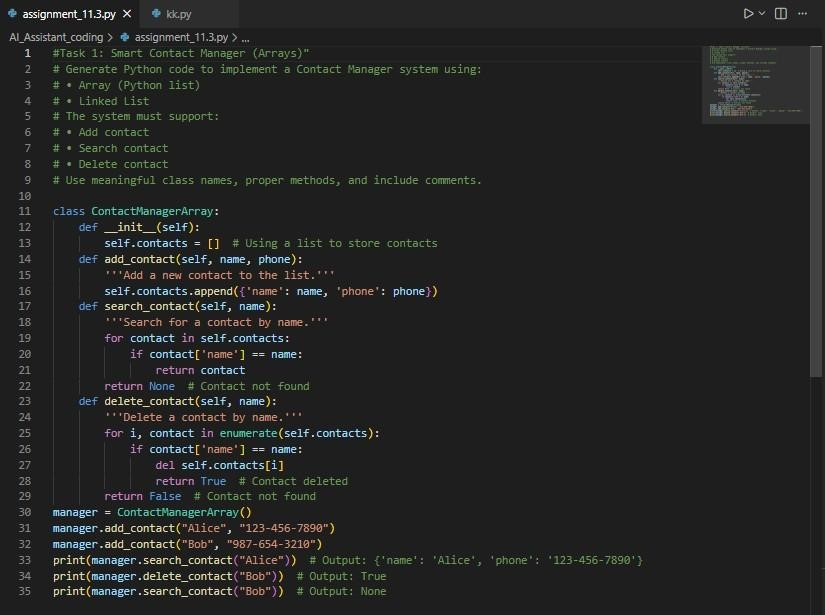 assignment_11.3.py kk.py
AI_Assistant_coding > assignment_11.3.py > ...
1 #Task 1: Smart Contact Manager (Arrays)"
2 # Generate Python code to implement a Contact Manager system using:
3 # • Array (Python list)
4 # • Linked List
5 # The system must support:
6 # • Add contact
7 # • Search contact
8 # • Delete contact
9 # Use meaningful class names, proper methods, and include comments.
10
11 class ContactManagerArray:
12     def __init__(self):
13         self.contacts = []  # Using a list to store contacts
14     def add_contact(self, name, phone):
15         '''Add a new contact to the list.'''
16         self.contacts.append({'name': name, 'phone': phone})
17     def search_contact(self, name):
18         '''Search for a contact by name.'''
19         for contact in self.contacts:
20             if contact['name'] == name:
21                 return contact
22         return None  # Contact not found
23     def delete_contact(self, name):
24         '''Delete a contact by name.'''
25         for i, contact in enumerate(self.contacts):
26             if contact['name'] == name:
27                 del self.contacts[i]
28                 return True  # Contact deleted
29         return False  # Contact not found
30 manager = ContactManagerArray()
31 manager.add_contact("Alice", "123-456-7890")
32 manager.add_contact("Bob", "987-654-3210")
33 print(manager.search_contact("Alice"))  # Output: {'name': 'Alice', 'phone': '123-456-7890'}
34 print(manager.delete_contact("Bob"))  # Output: True
35 print(manager.search_contact("Bob"))  # Output: None